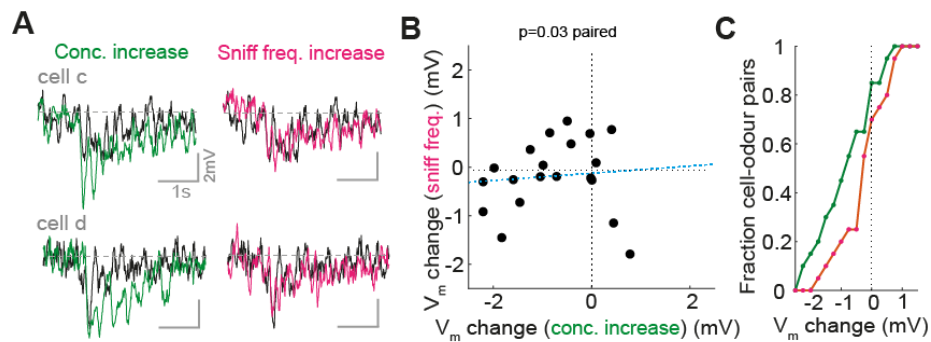 A
Conc. increase
Sniff freq. increase
cell c
1s
2mV
cell d
B
p=0.03 paired
Vm change (sniff freq.) (mV)
2
1
0
-1
-2
-2
0
2
Vm change (conc. increase) (mV)
C
Fraction cell-odour pairs
1
0.8
0.6
0.4
0.2
0
-2
-1
0
1
Vm change (mV)